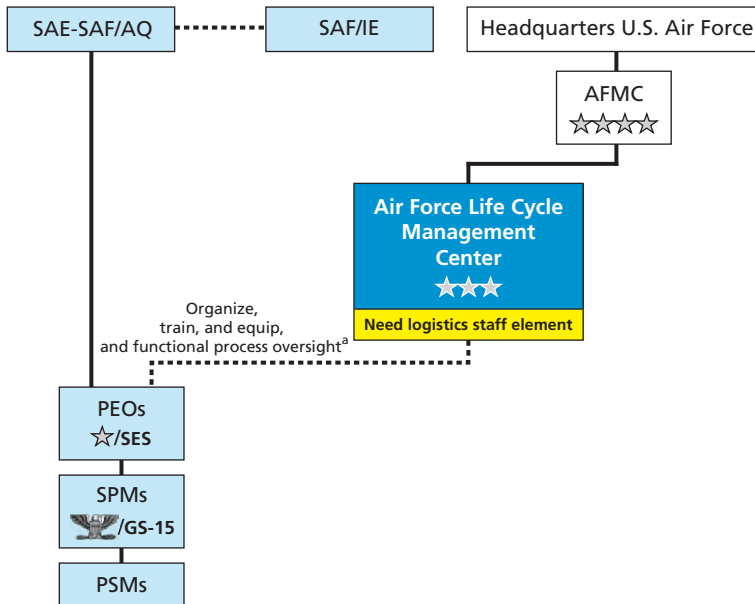 SAE-SAF/AQ
SAF/IE
Headquarters U.S. Air Force
AFMC
Air Force Life Cycle
Management
Center
Need logistics staff element
Organize,
train, and equip,
and functional process oversightᵃ
PEOs
/SES
SPMs
/GS-15
PSMs